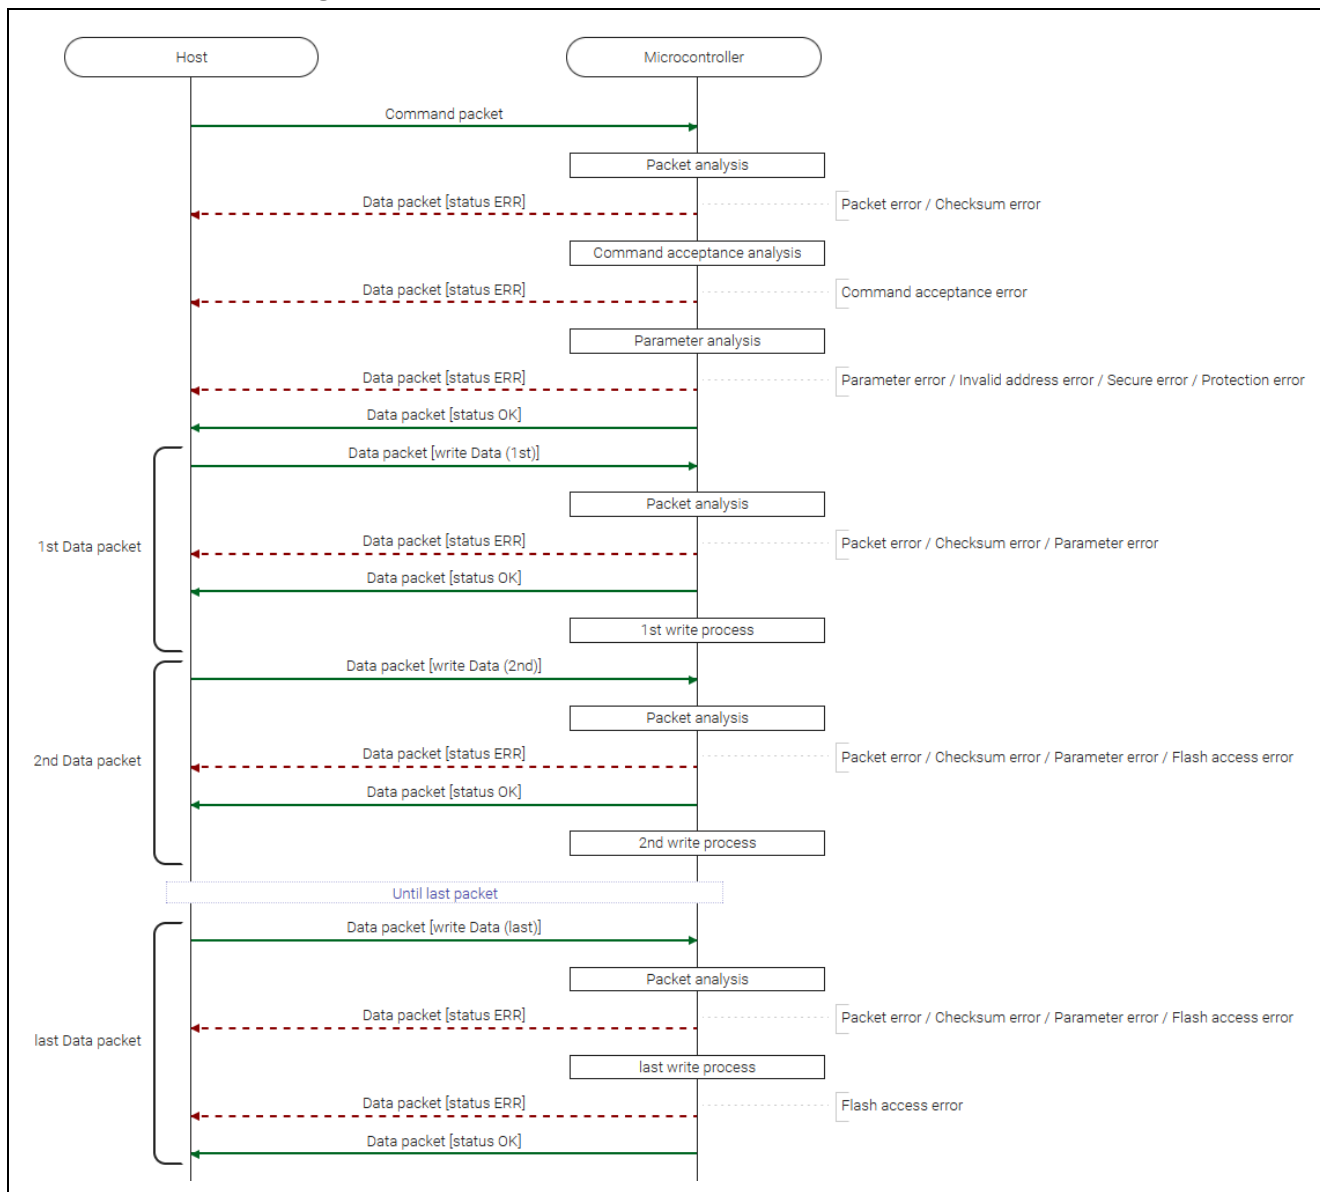 Host
Microcontroller
Command packet
Packet analysis
Data packet [status ERR]
Packet error / Checksum error
Command acceptance analysis
Data packet [status ERR]
Command acceptance error
Parameter analysis
Data packet [status ERR]
Parameter error / Invalid address error / Secure error / Protection error
Data packet [status OK]
Data packet [write Data (1st)]
Packet analysis
1st Data packet
Data packet [status ERR]
Packet error / Checksum error / Parameter error
Data packet [status OK]
1st write process
Data packet [write Data (2nd)]
Packet analysis
2nd Data packet
Data packet [status ERR]
Packet error / Checksum error / Parameter error / Flash access error
Data packet [status OK]
2nd write process
Until last packet
Data packet [write Data (last)]
Packet analysis
Data packet [status ERR]
Packet error / Checksum error / Parameter error / Flash access error
last Data packet
last write process
Data packet [status ERR]
Flash access error
Data packet [status OK]